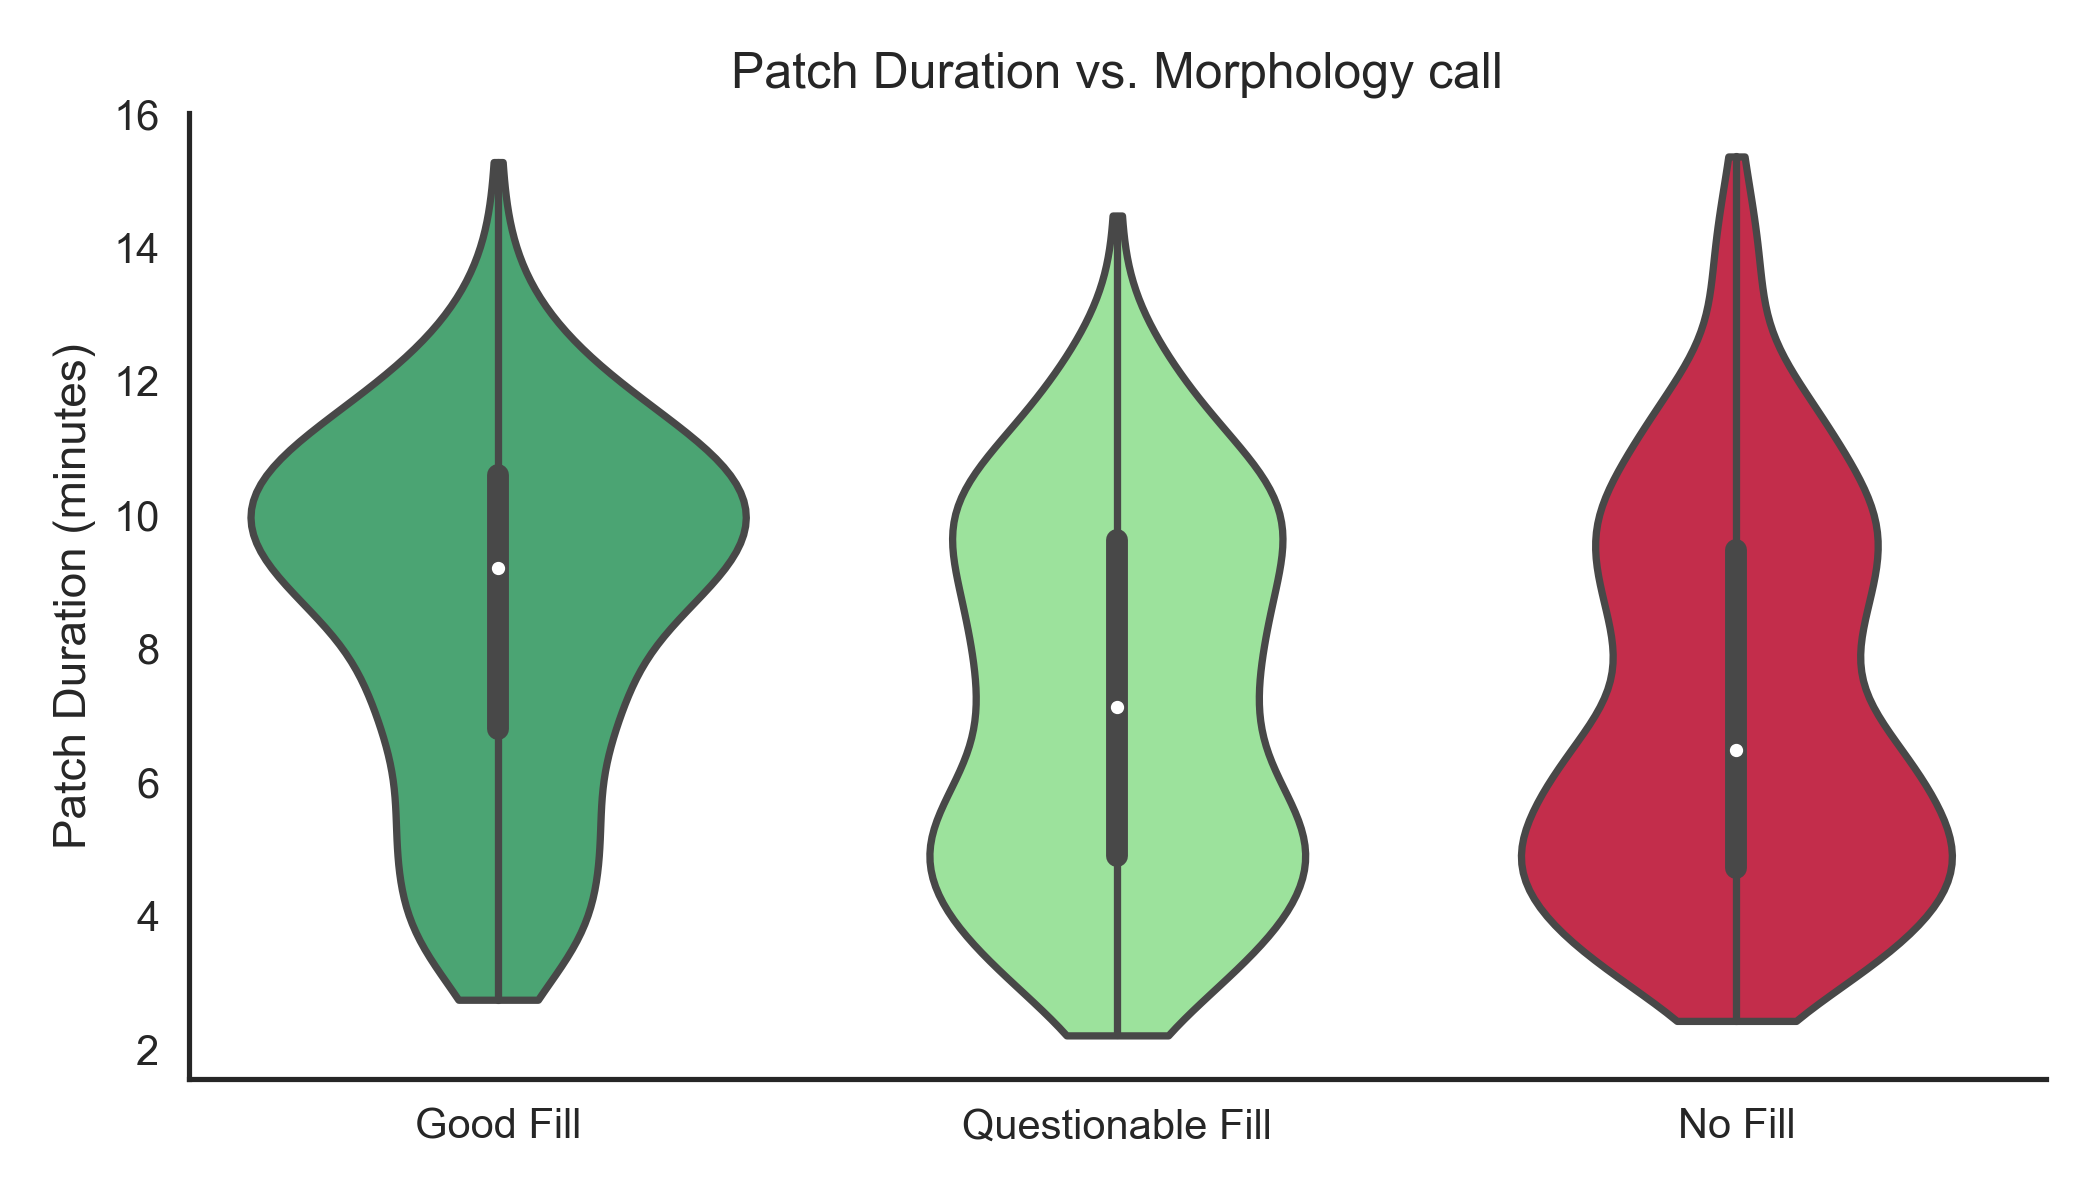 Patch Duration vs. Morphology call
Patch Duration (minutes)
16
14
12
10
8
6
4
2
Good Fill
Questionable Fill
No Fill